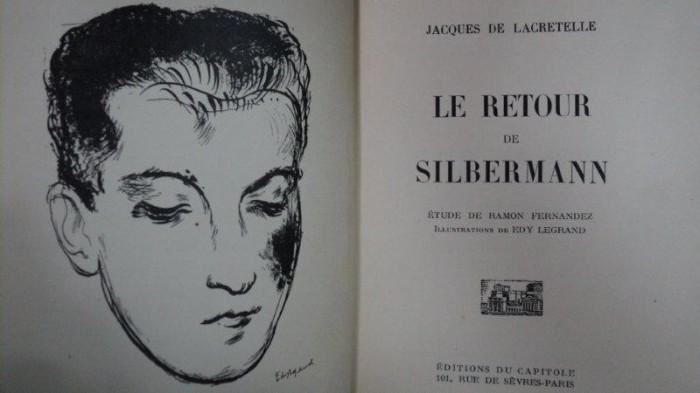 JACQUES DE LACRETELLE
LE RETOUR
DE
SILBERMANN
ÉTUDE DE RAMON FERNANDEZ
ILLUSTRATIONS DE EDY LEGRAND
ÉDITIONS DU CAPITOLE
101, RUE DE SÈVRES-PARIS